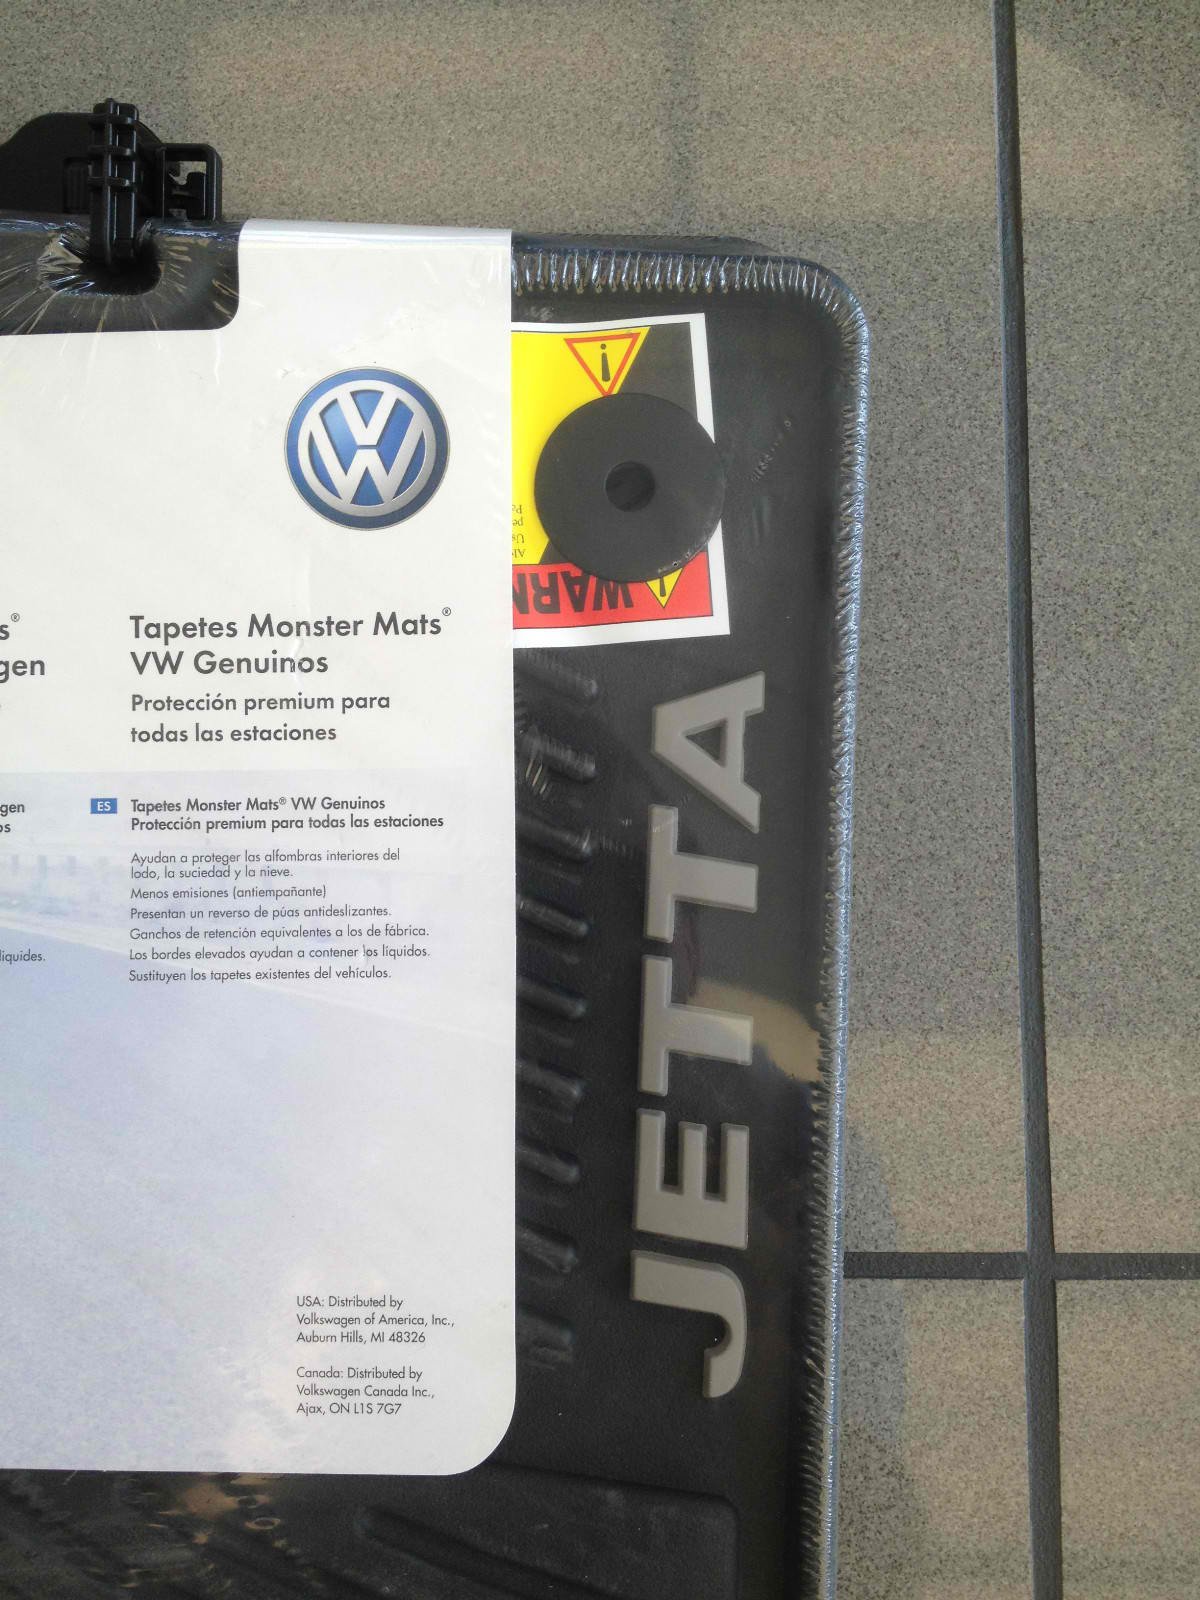 s®
gen
Tapetes Monster Mats®
VW Genuinos
Protección premium para
todas las estaciones
gen
os
liquides.
ES Tapetes Monster Mats® VW Genuinos
Protección premium para todas las estaciones
Ayudan a proteger las alfombras interiores del
lodo, la suciedad y la nieve.
Menos emisiones (antiempañante)
Presentan un reverso de púas antideslizantes.
Ganchos de retención equivalentes a los de fábrica.
Los bordes elevados ayudan a contener los líquidos.
Sustituyen los tapetes existentes del vehículos.
USA: Distributed by
Volkswagen of America, Inc.,
Auburn Hills, MI 48326
Canada: Distributed by
Volkswagen Canada Inc.,
Ajax, ON L1S 7G7
VW
WARN
JETTA